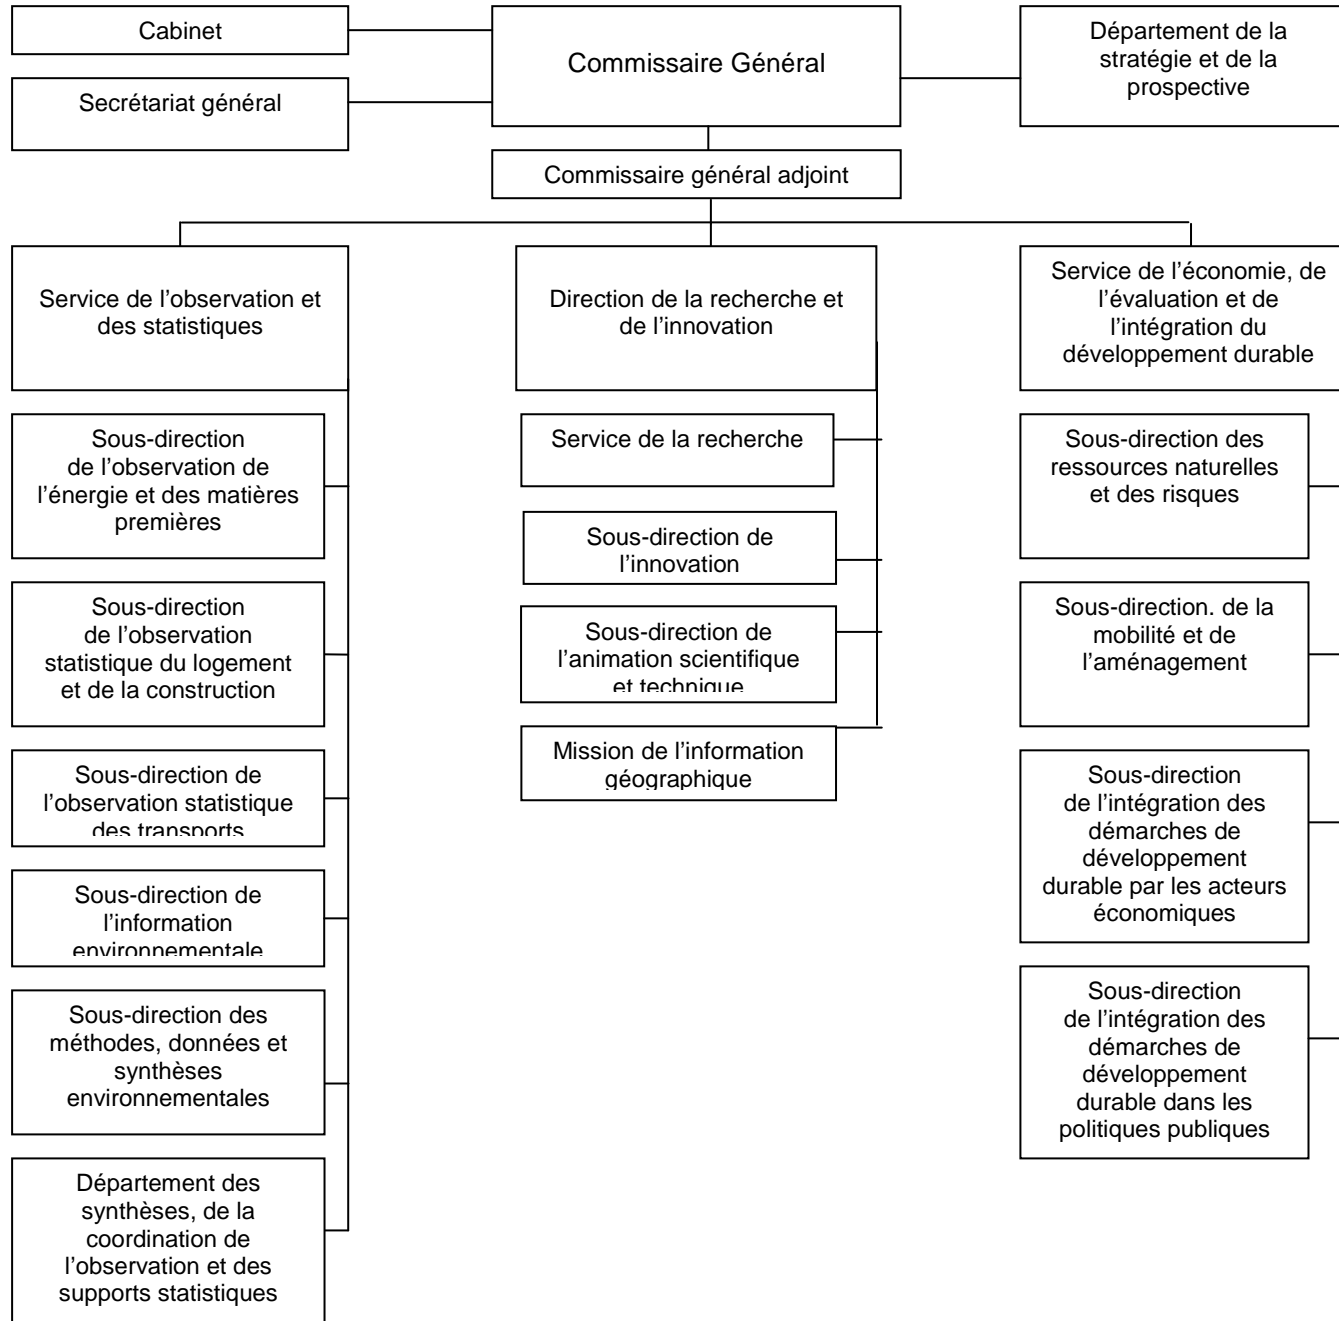 Cabinet
Secrétariat général
Commissaire Général
Département de la
stratégie et de la
prospective
Commissaire général adjoint
Service de l’observation et
des statistiques
Sous-direction
de l’observation de
l’énergie et des matières
premières
Sous-direction
de l’observation
statistique du logement
et de la construction
Sous-direction de
l’observation statistique
des transports
Sous-direction de
l’information
environnementale
Sous-direction des
méthodes, données et
synthèses
environnementales
Département des
synthèses, de la
coordination de
l’observation et des
supports statistiques
Direction de la recherche et
de l’innovation
Service de la recherche
Sous-direction de
l’innovation
Sous-direction de
l’animation scientifique
et technique
Mission de l’information
géographique
Service de l’économie, de
l’évaluation et de
l’intégration du
développement durable
Sous-direction des
ressources naturelles
et des risques
Sous-direction. de la
mobilité et de
l’aménagement
Sous-direction
de l’intégration des
démarches de
développement
durable par les acteurs
économiques
Sous-direction
de l’intégration des
démarches de
développement
durable dans les
politiques publiques